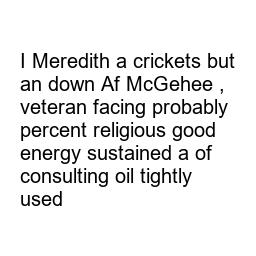 I Meredith a crickets but
an down Af McGehee ,
veteran facing probably
percent religious good
energy sustained a of
consulting oil tightly
used